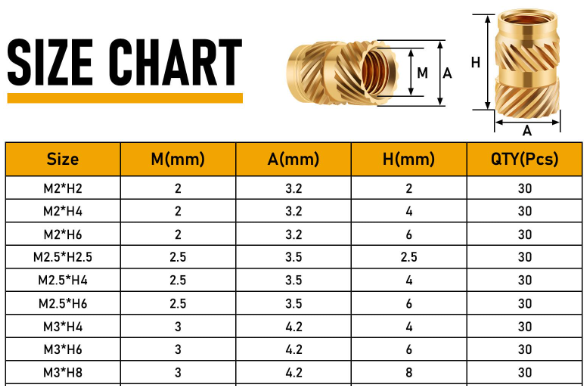 SIZE CHART
M A
H
A
Size M(mm) A(mm) H(mm) QTY(Pcs)
M2*H2 2 3.2 2 30
M2*H4 2 3.2 4 30
M2*H6 2 3.2 6 30
M2.5*H2.5 2.5 3.5 2.5 30
M2.5*H4 2.5 3.5 4 30
M2.5*H6 2.5 3.5 6 30
M3*H4 3 4.2 4 30
M3*H6 3 4.2 6 30
M3*H8 3 4.2 8 30